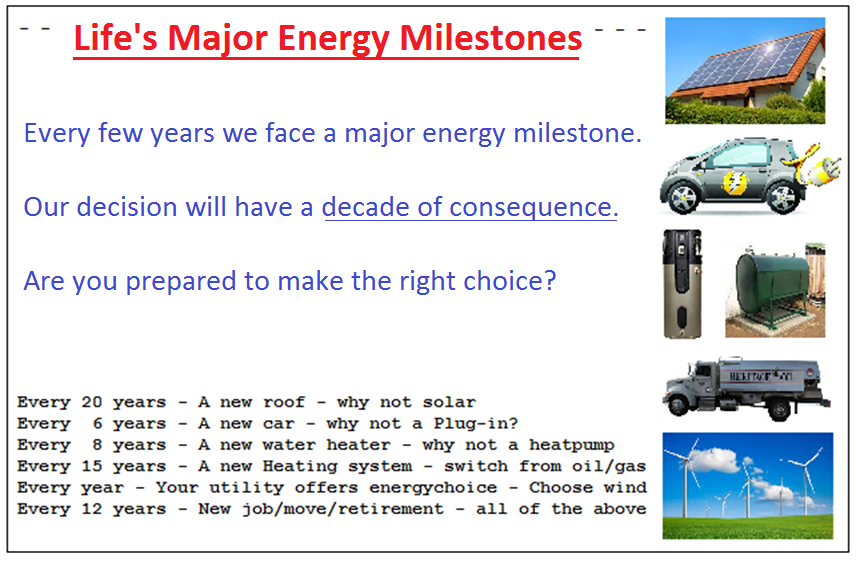 -- Life's Major Energy Milestones ---
Every few years we face a major energy milestone.
Our decision will have a decade of consequence.
Are you prepared to make the right choice?
Every 20 years - A new roof - why not solar
Every  6 years - A new car - why not a Plug-in?
Every  8 years - A new water heater - why not a heatpump
Every 15 years - A new Heating system - switch from oil/gas
Every year - Your utility offers energychoice - Choose wind
Every 12 years - New job/move/retirement - all of the above